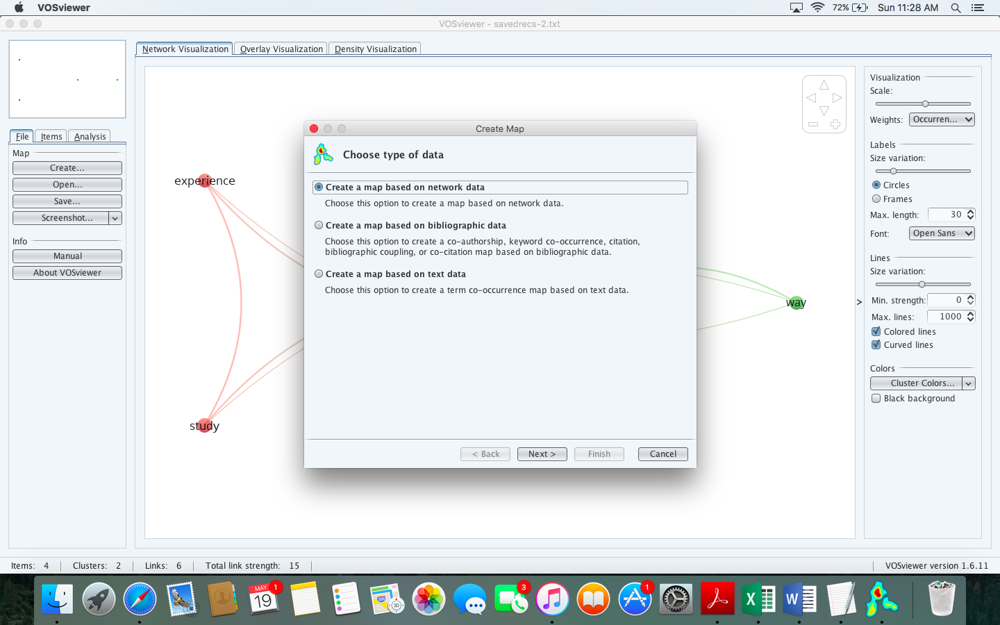 VOSviewer
72%
Sun 11:28 AM
VOSviewer - savedrecs-2.txt
Network Visualization
Overlay Visualization
Density Visualization
File
Items
Analysis
Map
Create...
Open...
Save...
Screenshot...
Info
Manual
About VOSviewer
experience
study
way
Create Map
Choose type of data
Create a map based on network data
Choose this option to create a map based on network data.
Create a map based on bibliographic data
Choose this option to create a co-authorship, keyword co-occurrence, citation,
bibliographic coupling, or co-citation map based on bibliographic data.
Create a map based on text data
Choose this option to create a term co-occurrence map based on text data.
< Back
Next >
Finish
Cancel
>
Visualization
Scale:
Weights: Occurren...
Labels
Size variation:
Circles
Frames
Max. length: 30
Font: Open Sans
Lines
Size variation:
Min. strength: 0
Max. lines: 1000
Colored lines
Curved lines
Colors
Cluster Colors...
Black background
Items: 4
Clusters: 2
Links: 6
Total link strength: 15
VOSviewer version 1.6.11
MAY
19
1
3D
3
1
X
W